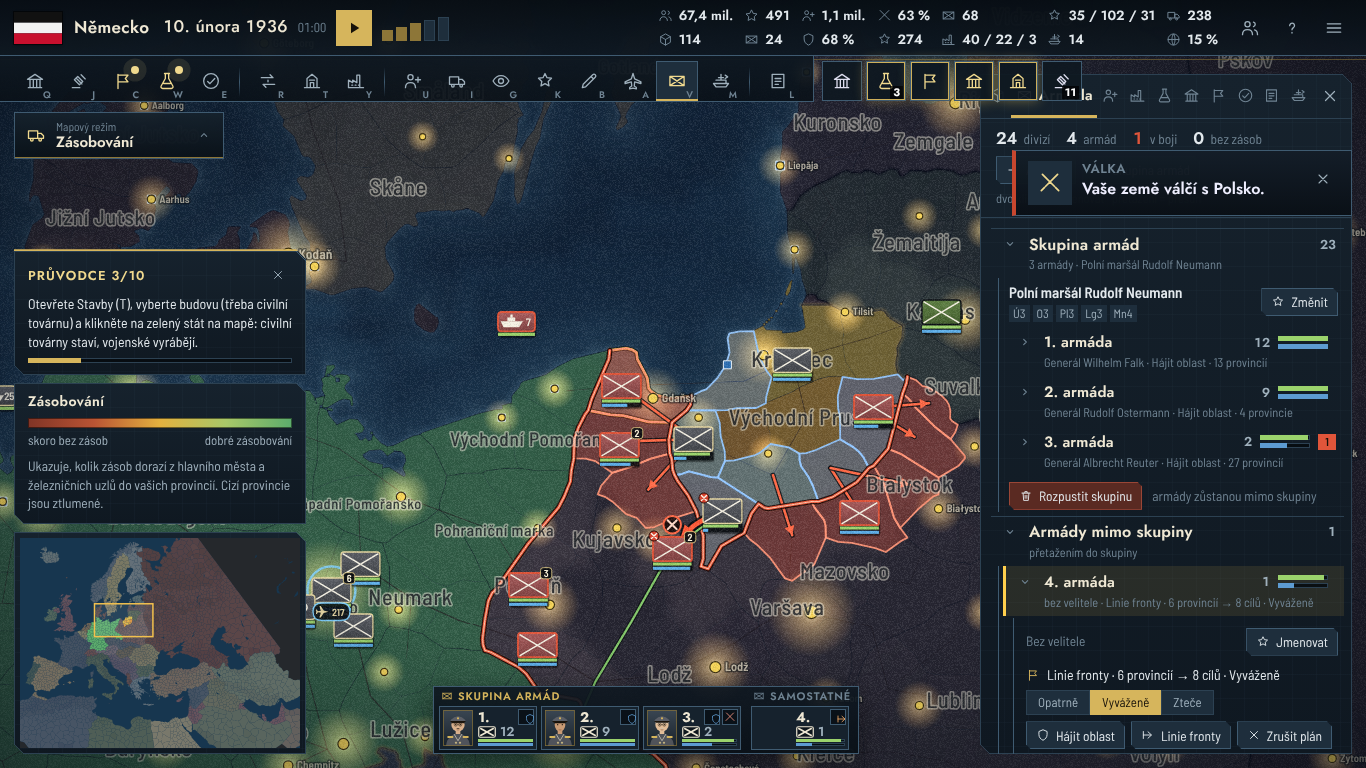 Německo 10. února 1936 01:00
67,4 mil. 491 1,1 mil. 63 % 68 35 / 102 / 31 238
114 24 68 % 274 40 / 22 / 3 14 15 %
?
Q J C W E R T Y U I G K B A V M L
3 11
Mapový režim
Zásobování
24 divizí 4 armád 1 v boji 0 bez zásob
VÁLKA
Vaše země válčí s Polsko.
PRŮVODCE 3/10
Otevřete Stavby (T), vyberte budovu (třeba civilní
továrnu) a klikněte na zelený stát na mapě: civilní
továrny staví, vojenské vyrábějí.
Zásobování
skoro bez zásob dobré zásobování
Ukazuje, kolik zásob dorazí z hlavního města a
železničních uzlů do vašich provincií. Cizí provincie
jsou ztlumené.
Aalborg
Aarhus
Jižní Jutsko
Kodaň
Skåne
Kuronsko
Zemgale
Liepāja
Žemaitija
Tilsit
7
Gdańsk
Suvalk
Východní Pomořan
2
Východní Pru
Bialystok
Białysto
Západní Pomořansko
Pohraniční marka
Kujavsko
2
Mazovsko
Varšava
3
6
217
25
Neumark
Lodž
Lodž
Lublin
Lužice
Chemnitz
Skupina armád 23
3 armády · Polní maršál Rudolf Neumann
Polní maršál Rudolf Neumann
Změnit
Ú3 O3 Pl3 Lg3 Mn4
1. armáda 12
Generál Wilhelm Falk · Hájit oblast · 13 provincií
2. armáda 9
Generál Rudolf Ostermann · Hájit oblast · 4 provincie
3. armáda 2 1
Generál Albrecht Reuter · Hájit oblast · 27 provincií
Rozpustit skupinu armády zůstanou mimo skupiny
Armády mimo skupiny 1
přetažením do skupiny
4. armáda 1
bez velitele · Linie fronty · 6 provincií → 8 cílů · Vyváženě
Bez velitele Jmenovat
Linie fronty · 6 provincií → 8 cílů · Vyváženě
Opatrně Vyváženě Zteče
Hájit oblast Linie fronty Zrušit plán
SKUPINA ARMÁD SAMOSTATNÉ
1. 12 2. 9 3. 2 4. 1